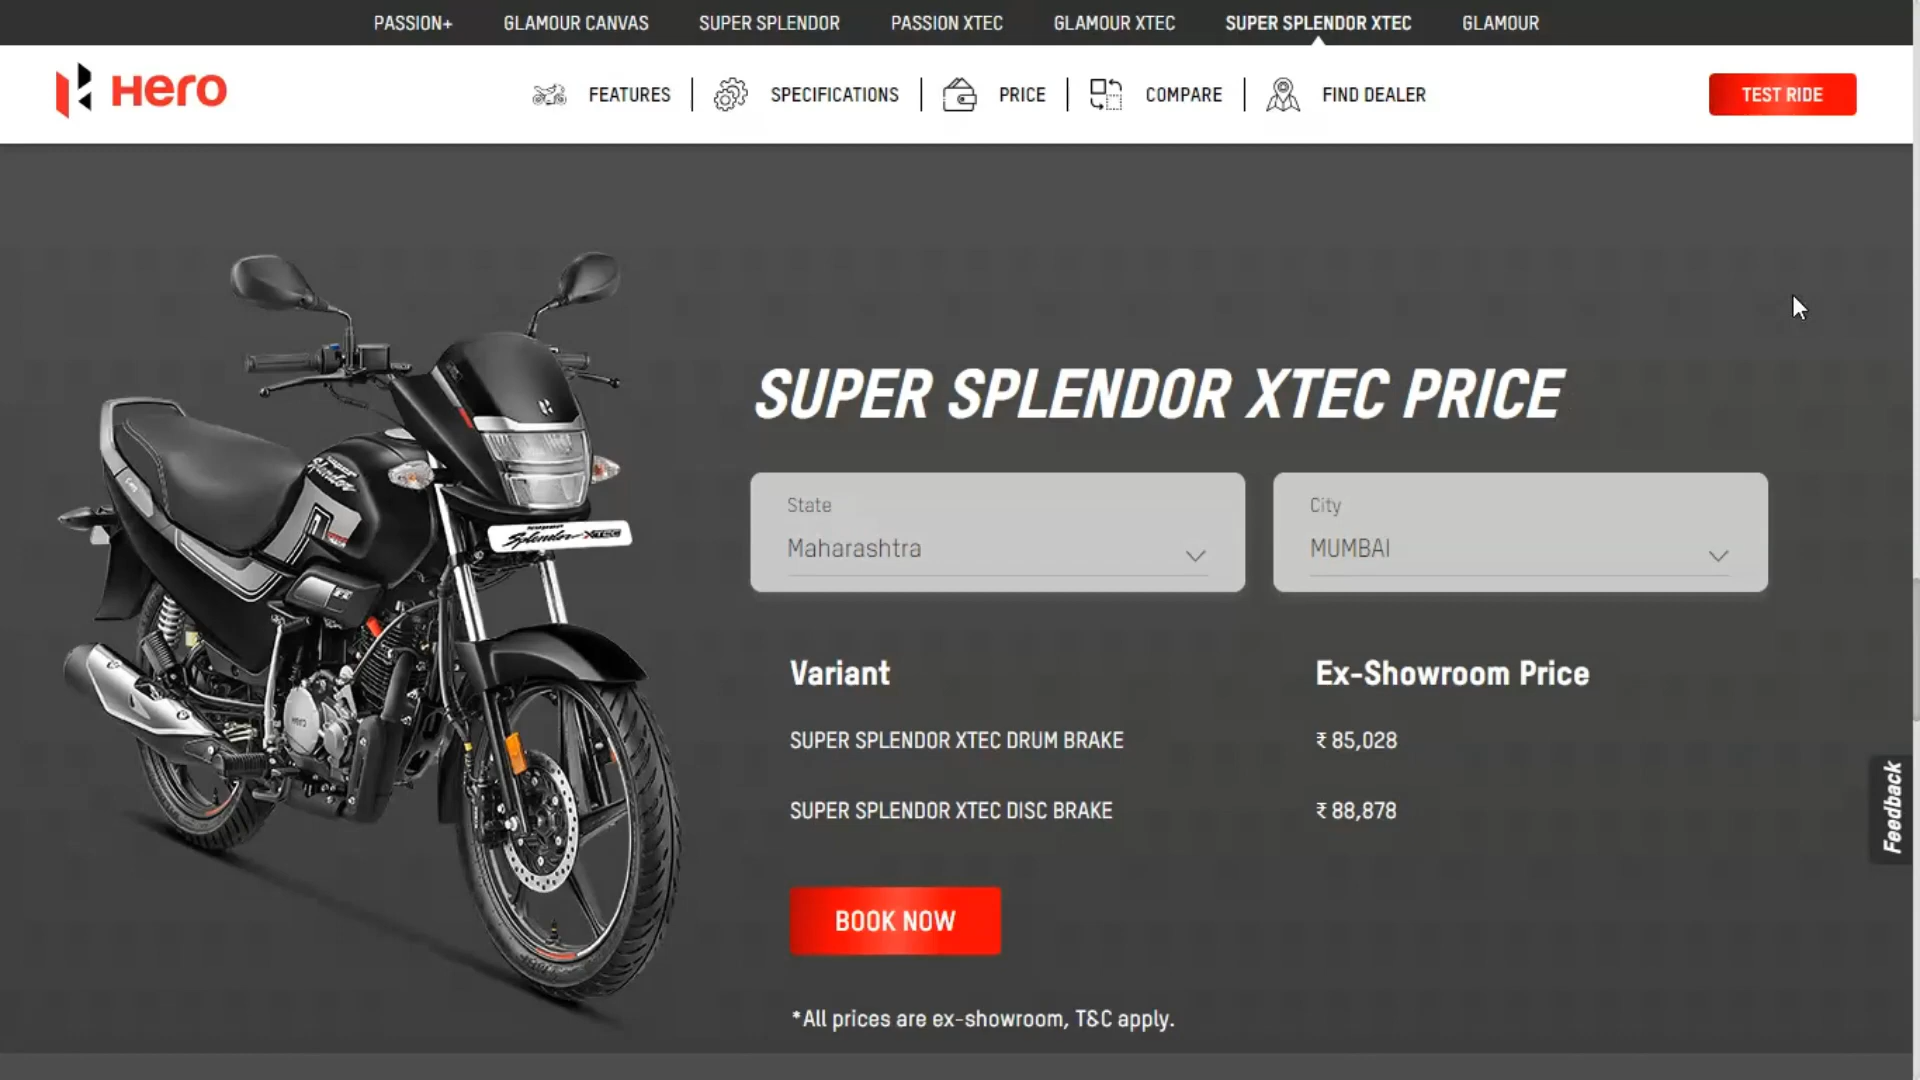 PASSION+ GLAMOUR CANVAS SUPER SPLENDOR PASSION XTEC GLAMOUR XTEC SUPER SPLENDOR XTEC GLAMOUR
Hero FEATURES SPECIFICATIONS PRICE COMPARE FIND DEALER TEST RIDE
SUPER SPLENDOR XTEC PRICE
State City
Maharashtra MUMBAI
Splendor
Splendor XTEC
Variant Ex-Showroom Price
SUPER SPLENDOR XTEC DRUM BRAKE ₹ 85,028
SUPER SPLENDOR XTEC DISC BRAKE ₹ 88,878
Feedback
BOOK NOW
*All prices are ex-showroom, T&C apply.